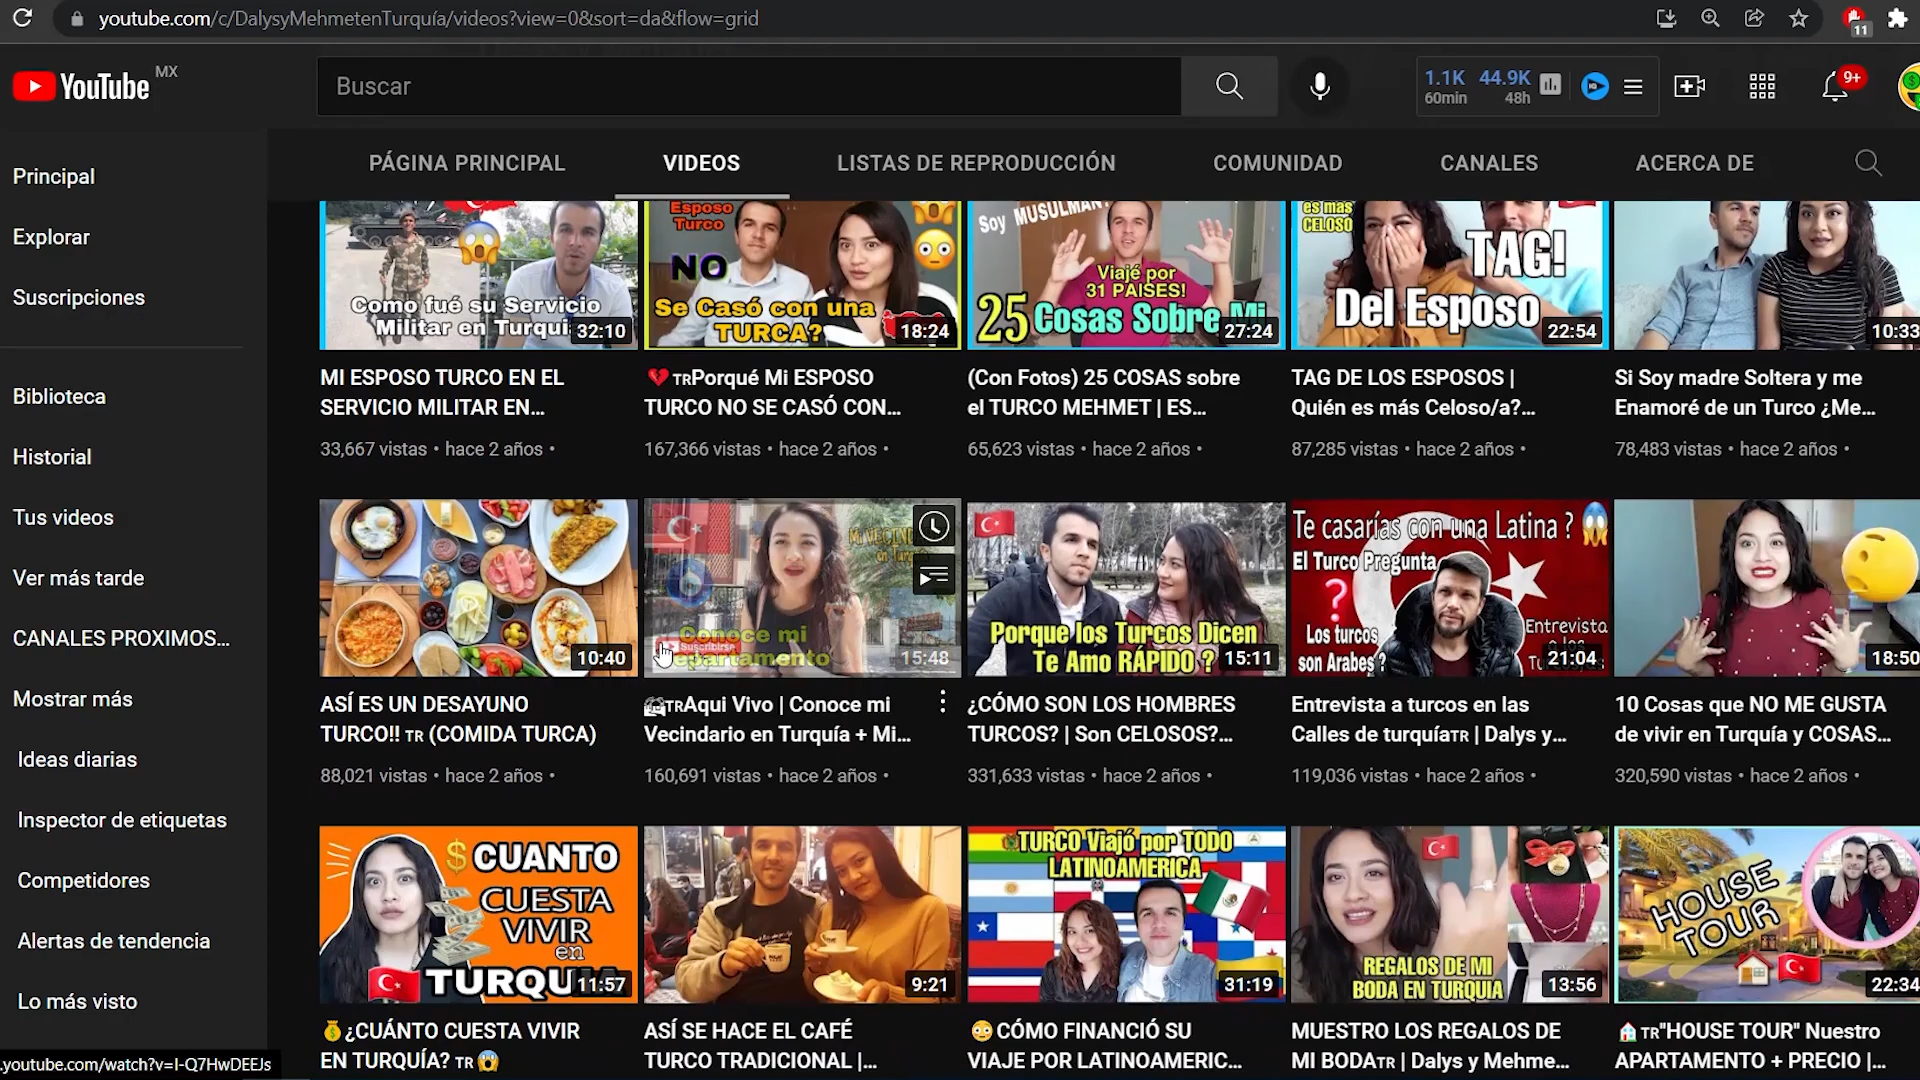 youtube.com/c/DalysyMehmetenTurquía/videos?view=0&sort=da&flow=grid
11
YouTube MX
Buscar
1.1K 44.9K
60min 48h
9+
PÁGINA PRINCIPAL VIDEOS LISTAS DE REPRODUCCIÓN COMUNIDAD CANALES ACERCA DE
Principal
Explorar
Suscripciones
Biblioteca
Historial
Tus videos
Ver más tarde
CANALES PROXIMOS...
Mostrar más
Ideas diarias
Inspector de etiquetas
Competidores
Alertas de tendencia
Lo más visto
Como fué su Servicio
Militar en Turqui
32:10
MI ESPOSO TURCO EN EL
SERVICIO MILITAR EN...
33,667 vistas • hace 2 años •
Esposo
Turco
NO
Se Casó con una
TURCA?
18:24
💔TRPorqué Mi ESPOSO
TURCO NO SE CASÓ CON...
167,366 vistas • hace 2 años •
Soy MUSULMAN
Viajé por
31 PAISES!
25 Cosas Sobre Mi
27:24
(Con Fotos) 25 COSAS sobre
el TURCO MEHMET | ES...
65,623 vistas • hace 2 años •
es mas
CELOSO
TAG!
Del Esposo
22:54
TAG DE LOS ESPOSOS |
Quién es más Celoso/a?...
87,285 vistas • hace 2 años •
10:33
Si Soy madre Soltera y me
Enamoré de un Turco ¿Me...
78,483 vistas • hace 2 años •
10:40
ASÍ ES UN DESAYUNO
TURCO!! TR (COMIDA TURCA)
88,021 vistas • hace 2 años •
Conoce mi
Suscribirse
epartamento
15:48
TRAqui Vivo | Conoce mi
Vecindario en Turquía + Mi...
160,691 vistas • hace 2 años •
Porque los Turcos Dicen
Te Amo RÁPIDO ?
15:11
¿CÓMO SON LOS HOMBRES
TURCOS? | Son CELOSOS?...
331,633 vistas • hace 2 años •
Te casarías con una Latina ?
El Turco Pregunta
?
Los turcos
son Arabes ?
Entrevista
21:04
Entrevista a turcos en las
Calles de turquíaTR | Dalys y...
119,036 vistas • hace 2 años •
18:50
10 Cosas que NO ME GUSTA
de vivir en Turquía y COSAS...
320,590 vistas • hace 2 años •
$ CUANTO
CUESTA
VIVIR
en
TURQU
11:57
💰¿CUÁNTO CUESTA VIVIR
EN TURQUÍA? TR😱
9:21
ASÍ SE HACE EL CAFÉ
TURCO TRADICIONAL |...
TURCO Viajó por TODO
LATINOAMERICA
31:19
😳CÓMO FINANCIÓ SU
VIAJE POR LATINOAMERIC...
REGALOS DE MI
BODA EN TURQUIA
13:56
MUESTRO LOS REGALOS DE
MI BODATR | Dalys y Mehme...
HOUSE
TOUR
22:34
🏠TR"HOUSE TOUR" Nuestro
APARTAMENTO + PRECIO |...
.youtube.com/watch?v=I-Q7HwDEEJs